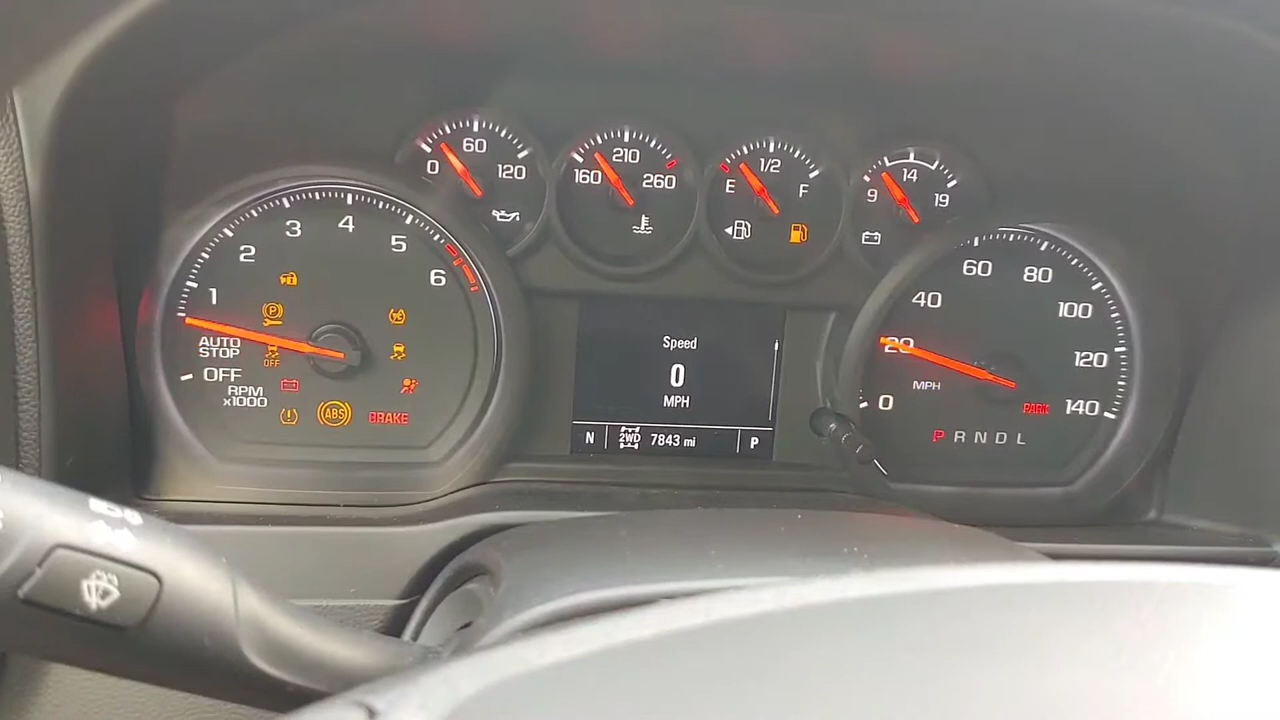 0
60
120
160
210
260
E
1/2
F
9
14
19
1
2
3
4
5
6
AUTO
STOP
OFF
RPM
x1000
P
OFF
ABS
BRAKE
Speed
0
MPH
N 2WD 7843 mi P
0
20
40
60
80
100
120
140
MPH
PARK
P R N D L